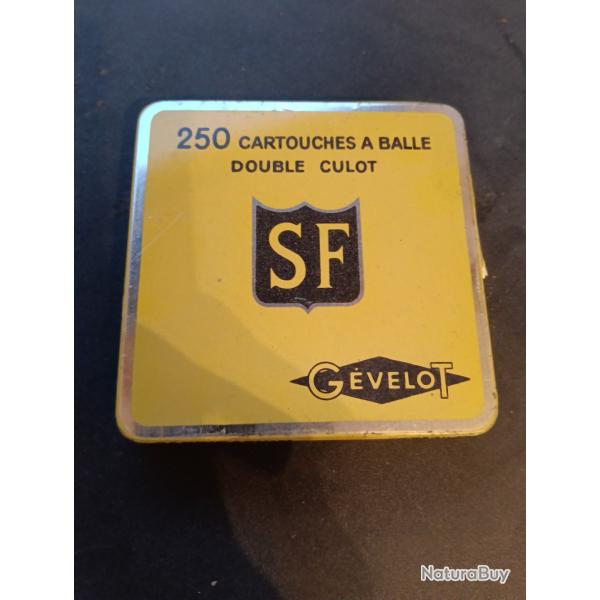 250 CARTOUCHES A BALLE
DOUBLE CULOT
SF
GÉVELOT
NaturaBuy